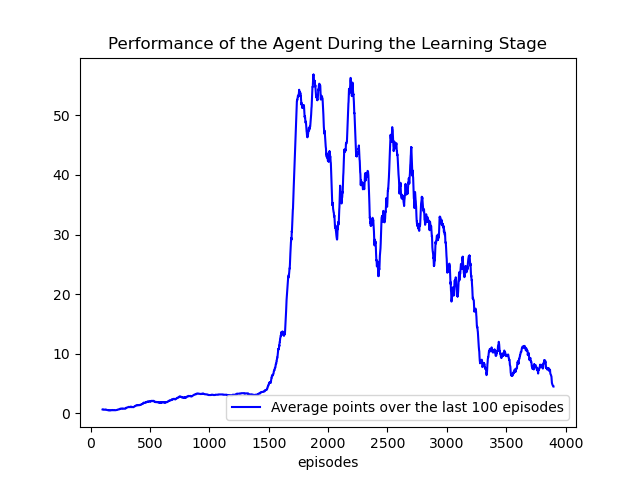 Performance of the Agent During the Learning Stage
50
40
30
20
10
0
Average points over the last 100 episodes
0 500 1000 1500 2000 2500 3000 3500 4000
episodes